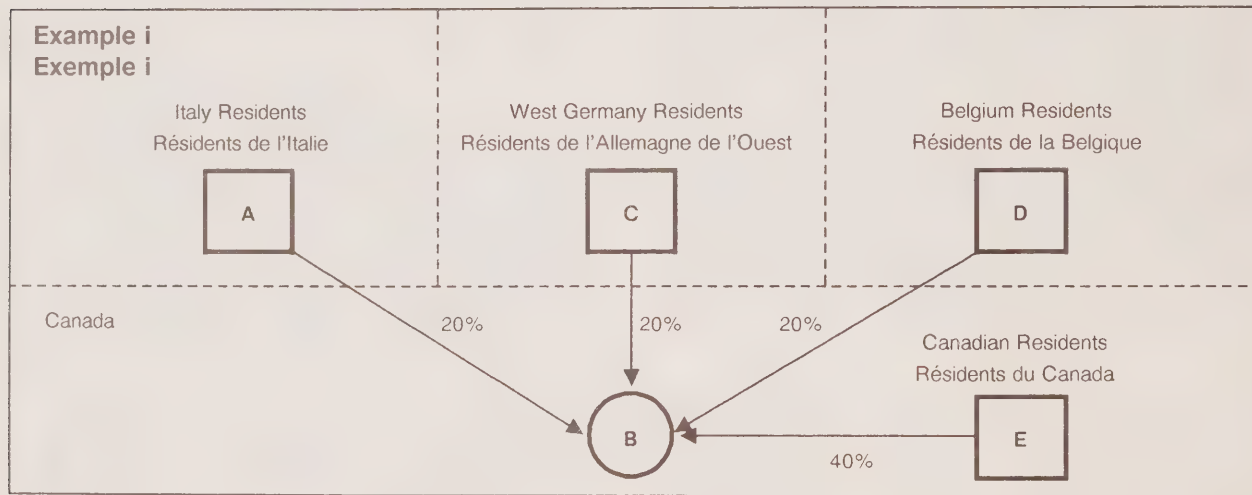 Example i
Exemple i
Italy Residents
Résidents de l'Italie
A
West Germany Residents
Résidents de l'Allemagne de l'Ouest
C
Belgium Residents
Résidents de la Belgique
D
Canada
20%
20%
20%
Canadian Residents
Résidents du Canada
B
E
40%